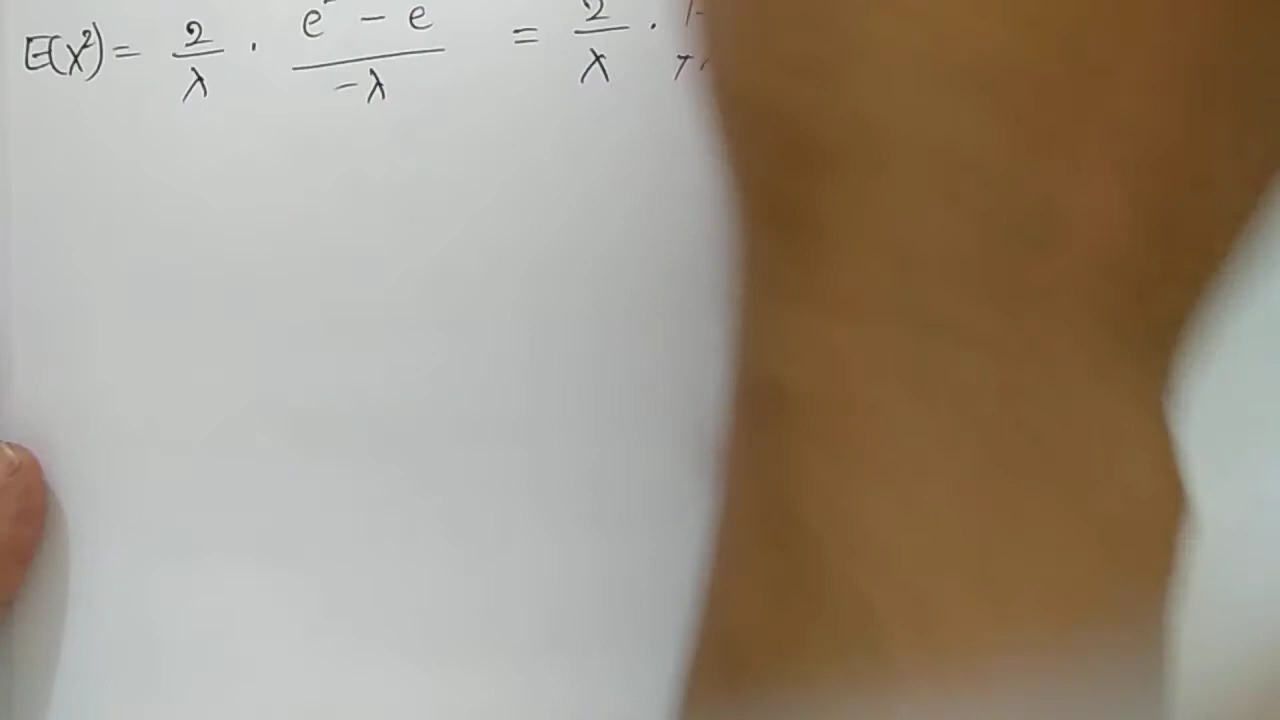 E(X²) = 2/λ · (e⁻ - e)/(-λ) = 2/λ ·